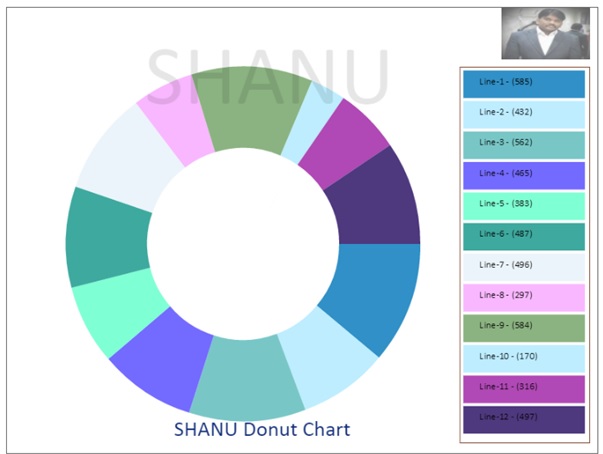 SHANU
Line-1 - (585)
Line-2 - (432)
Line-3 - (562)
Line-4 - (465)
Line-5 - (383)
Line-6 - (487)
Line-7 - (496)
Line-8 - (297)
Line-9 - (584)
Line-10 - (170)
Line-11 - (316)
Line-12 - (497)
SHANU Donut Chart